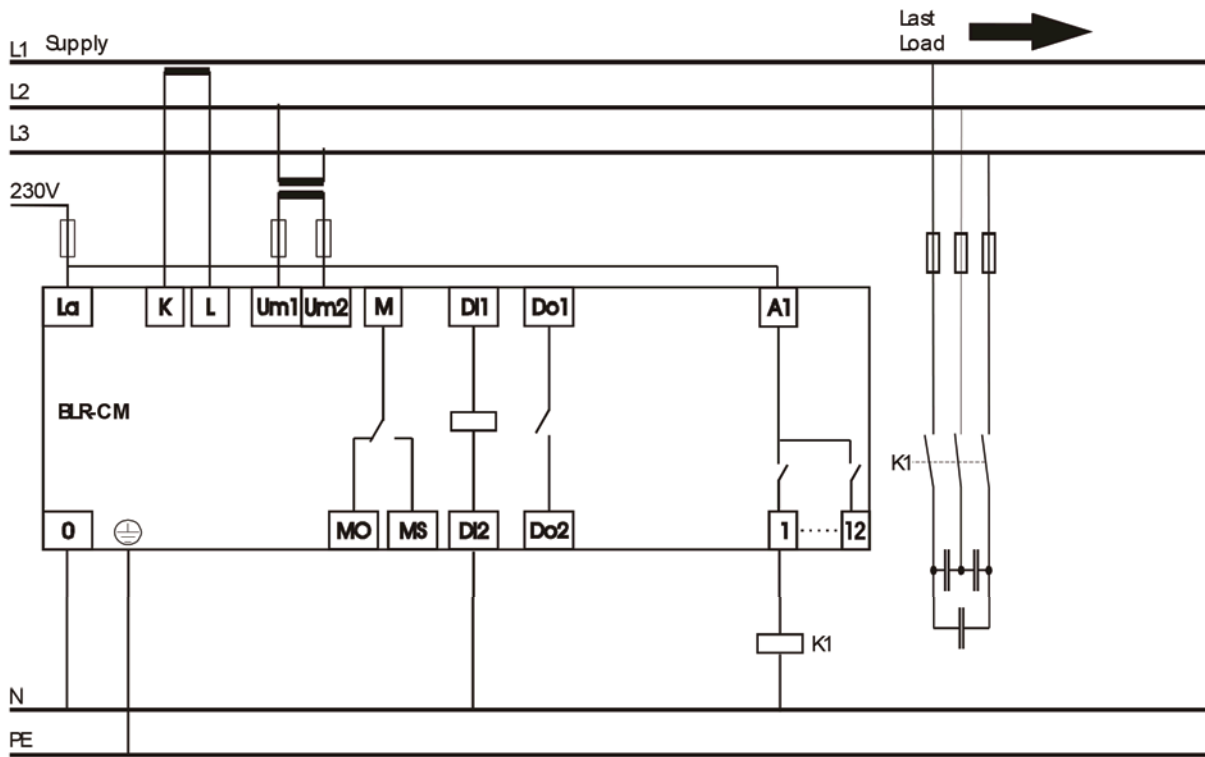 Last
Load
L1 Supply
L2
L3
230V
La K L Um1 Um2 M DI1 Do1 A1
BLR-CM
K1
0 MO MS DI2 Do2 1 ..... 12
K1
N
PE